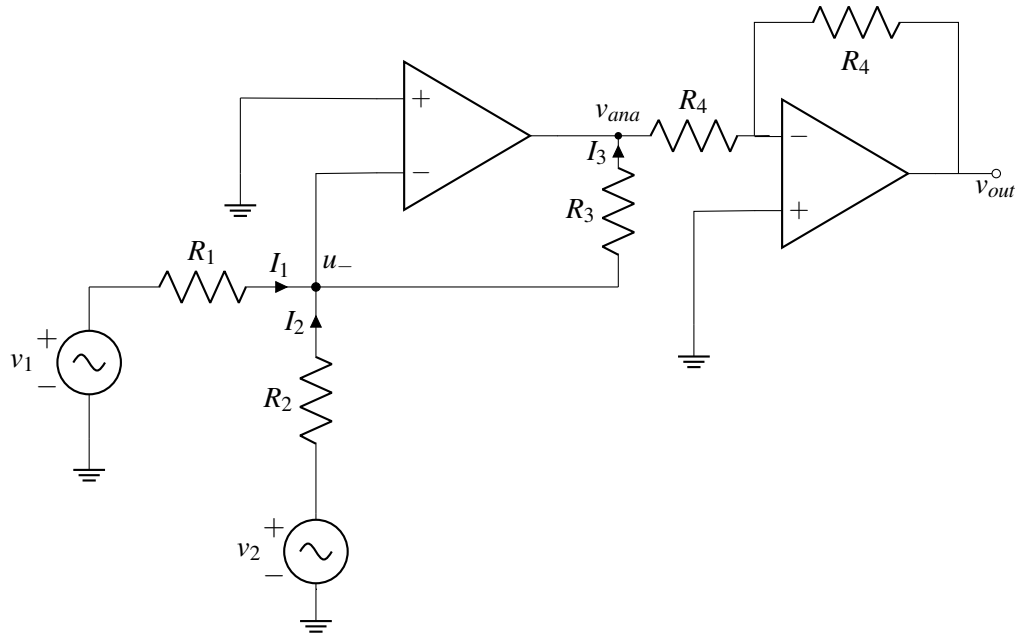 R4
R4
+
vana
−
I3
+
−
R3
vout
R1
I1
u−
I2
+
v1
−
R2
+
v2
−